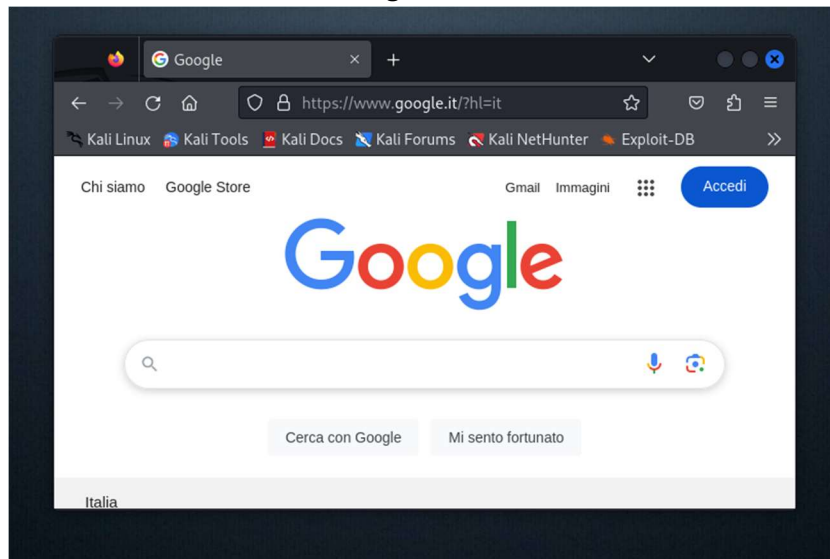 Google
https://www.google.it/?hl=it
Kali Linux Kali Tools Kali Docs Kali Forums Kali NetHunter Exploit-DB
Chi siamo Google Store Gmail Immagini Accedi
Google
Cerca con Google Mi sento fortunato
Italia